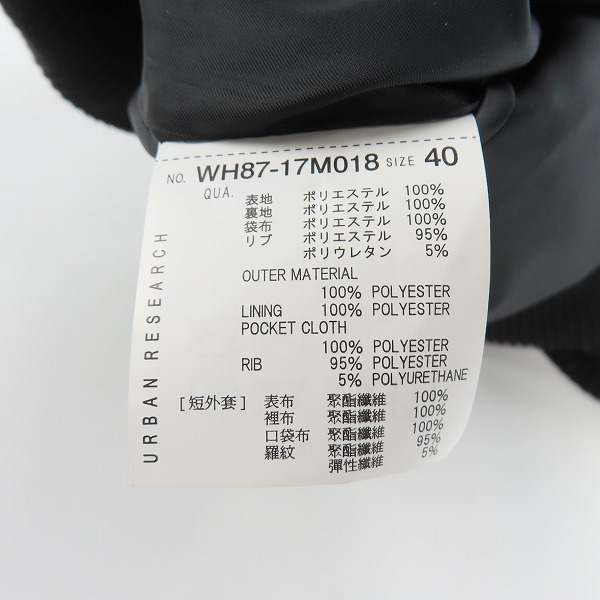 NO. WH87-17M018 SIZE 40
QUA.
表地 ポリエステル 100%
裏地 ポリエステル 100%
袋布 ポリエステル 100%
リブ ポリエステル 95%
ポリウレタン 5%
OUTER MATERIAL
100% POLYESTER
LINING 100% POLYESTER
POCKET CLOTH
100% POLYESTER
RIB 95% POLYESTER
5% POLYURETHANE
[短外套] 表布 聚酯纖維 100%
裡布 聚酯纖維 100%
口袋布 聚酯纖維 100%
羅紋 聚酯纖維 95%
彈性纖維 5%
URBAN RESEARCH